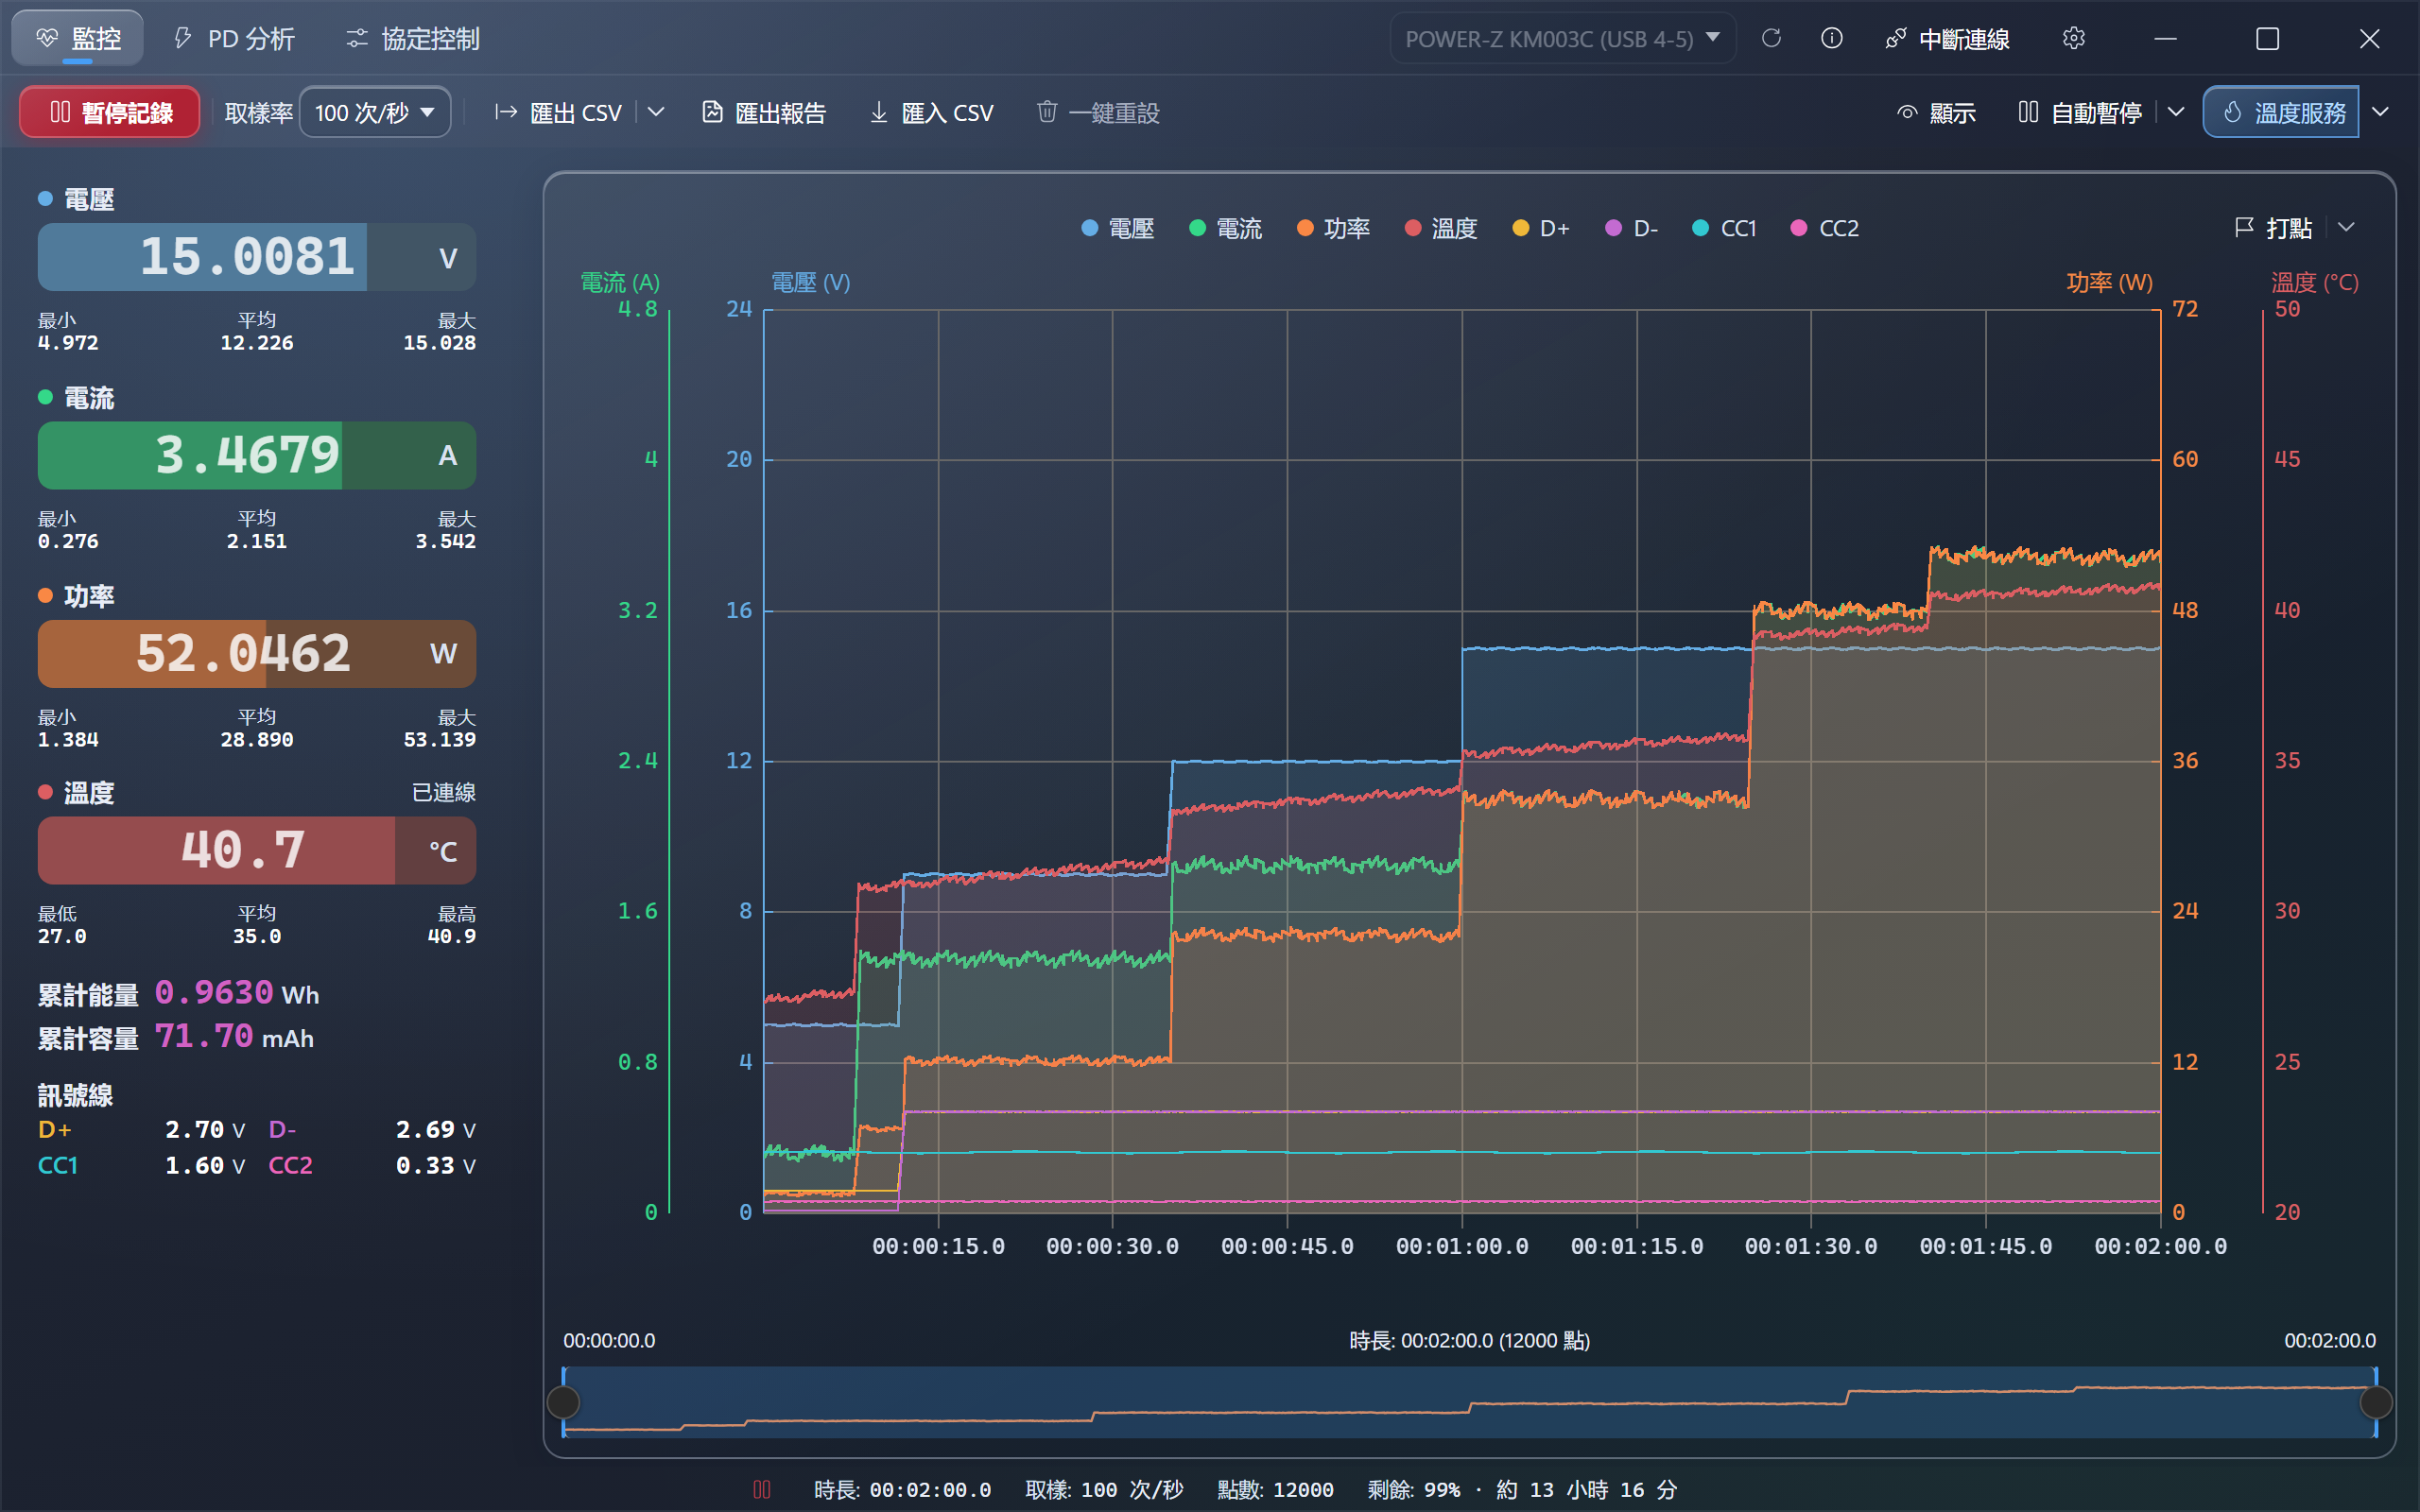 監控 PD 分析 協定控制 POWER-Z KM003C (USB 4-5) 中斷連線
暫停記錄 取樣率 100 次/秒 匯出 CSV 匯出報告 匯入 CSV 一鍵重設 顯示 自動暫停 溫度服務
電壓
15.0081 V
最小 平均 最大
4.972 12.226 15.028
電流
3.4679 A
最小 平均 最大
0.276 2.151 3.542
功率
52.0462 W
最小 平均 最大
1.384 28.890 53.139
溫度 已連線
40.7 °C
最低 平均 最高
27.0 35.0 40.9
累計能量 0.9630 Wh
累計容量 71.70 mAh
訊號線
D+ 2.70 V D- 2.69 V
CC1 1.60 V CC2 0.33 V
電壓 電流 功率 溫度 D+ D- CC1 CC2 打點
電流 (A) 電壓 (V) 功率 (W) 溫度 (°C)
4.8 24 72 50
4 20 60 45
3.2 16 48 40
2.4 12 36 35
1.6 8 24 30
0.8 4 12 25
0 0 0 20
00:00:15.0 00:00:30.0 00:00:45.0 00:01:00.0 00:01:15.0 00:01:30.0 00:01:45.0 00:02:00.0
00:00:00.0 時長: 00:02:00.0 (12000 點) 00:02:00.0
時長: 00:02:00.0 取樣: 100 次/秒 點數: 12000 剩餘: 99% · 約 13 小時 16 分